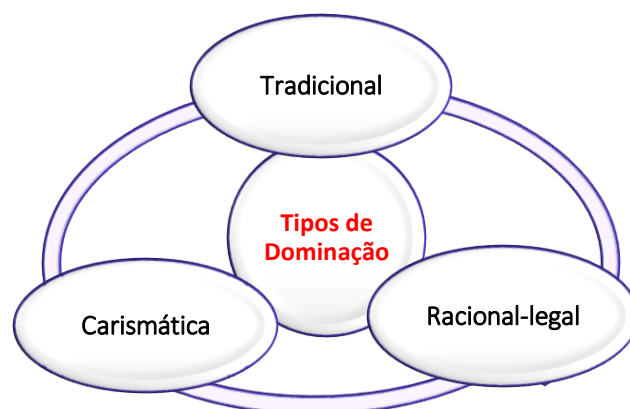 Tradicional
Tipos de
Dominação
Carismática
Racional-legal